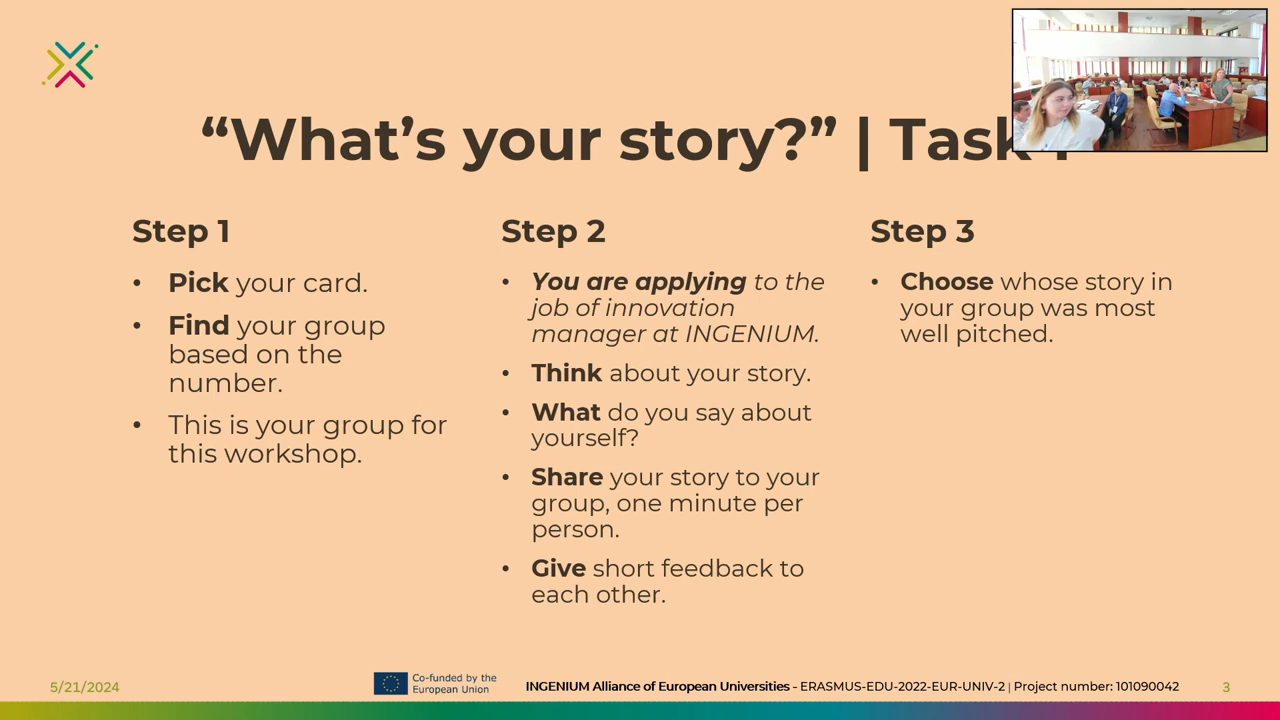 “What’s your story?” | Task
Step 1
• Pick your card.
• Find your group
based on the
number.
• This is your group for
this workshop.
Step 2
• You are applying to the
job of innovation
manager at INGENIUM.
• Think about your story.
• What do you say about
yourself?
• Share your story to your
group, one minute per
person.
• Give short feedback to
each other.
Step 3
• Choose whose story in
your group was most
well pitched.
5/21/2024
Co-funded by the
European Union
INGENIUM Alliance of European Universities - ERASMUS-EDU-2022-EUR-UNIV-2 | Project number: 101090042
3